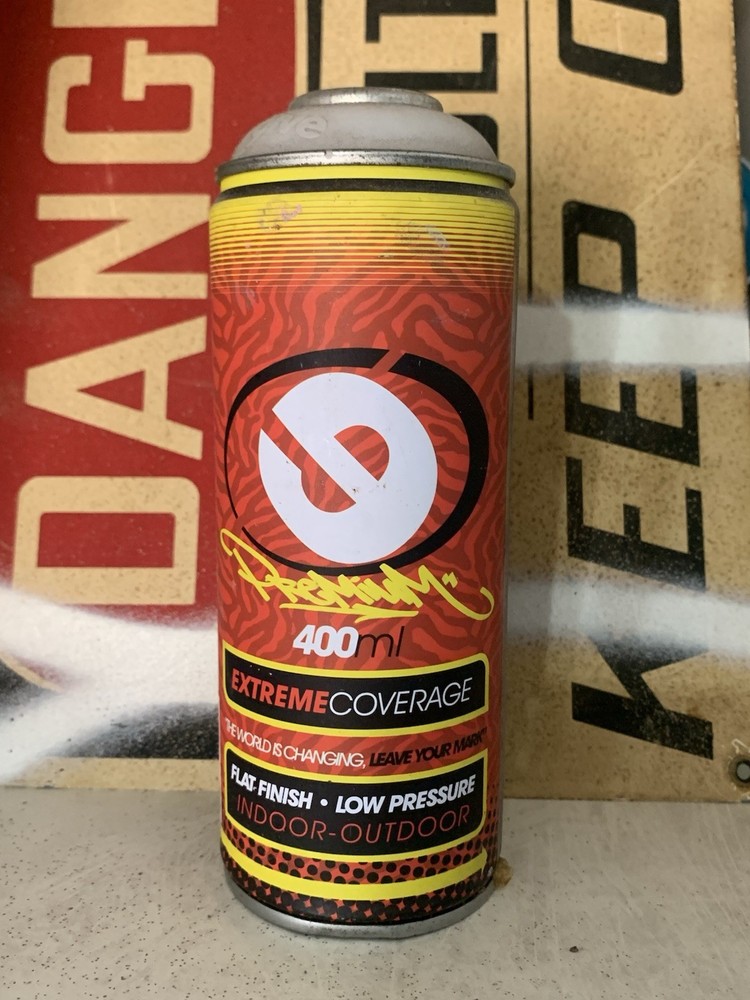 DANG
KEEP O
Premium
400ml
EXTREMECOVERAGE
"THE WORLD IS CHANGING, LEAVE YOUR MARK"
FLAT FINISH • LOW PRESSURE
INDOOR-OUTDOOR